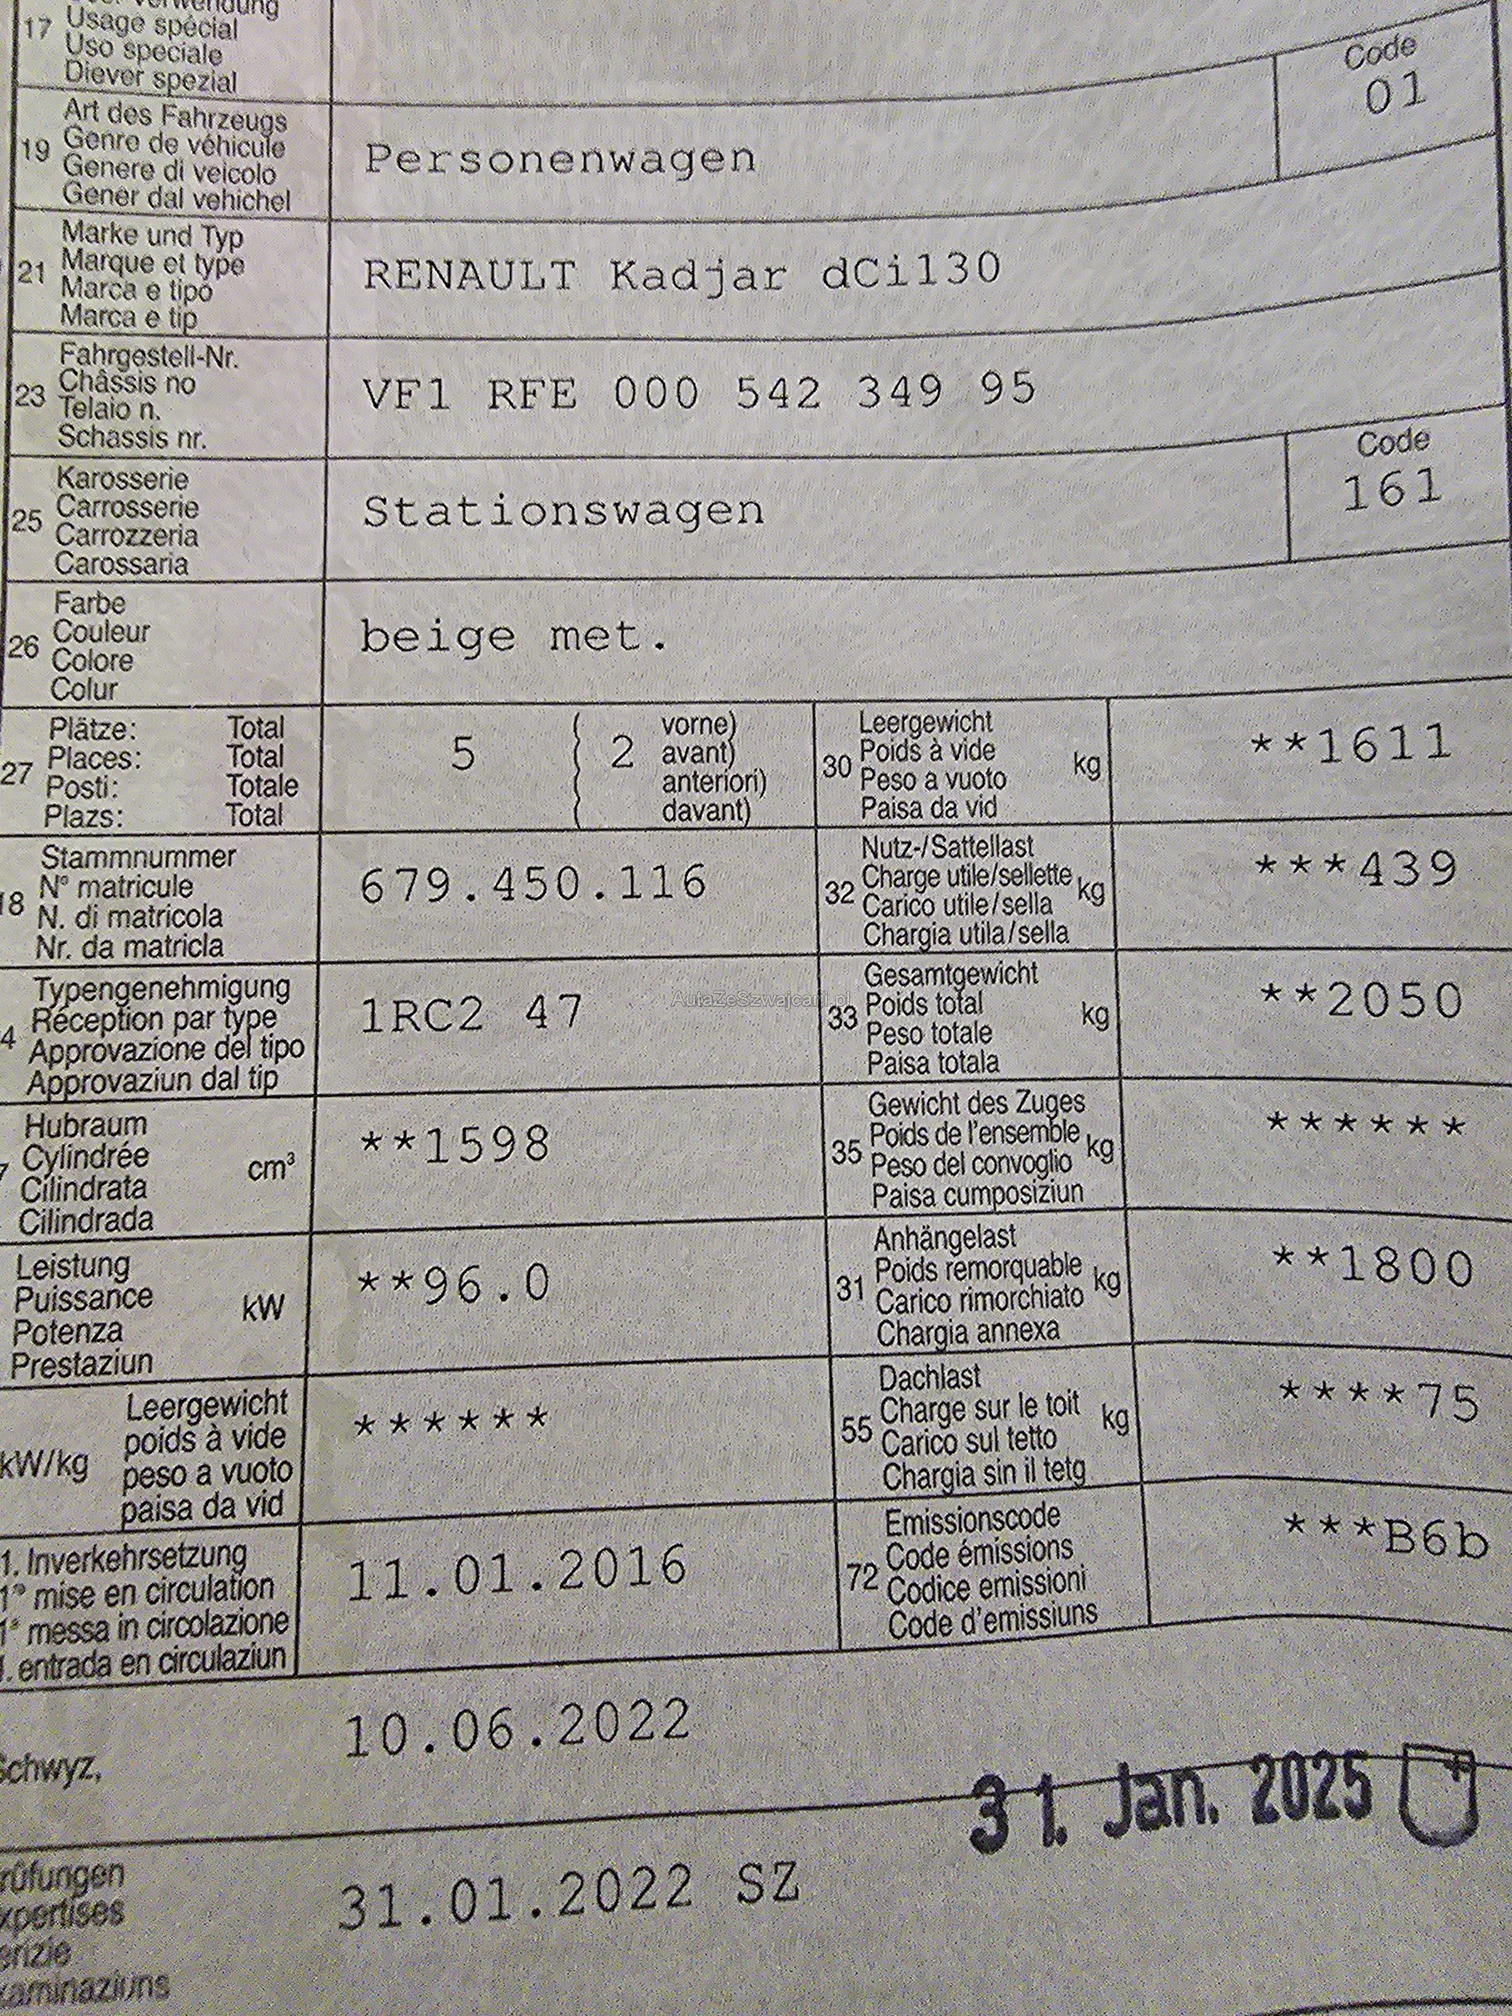 17 Usage spécial
Uso speciale
Diever spezial
Code
01
19 Art des Fahrzeugs
Genre de véhicule
Genere di veicolo
Gener dal vehichel
Personenwagen
21 Marke und Typ
Marque et type
Marca e tipo
Marca e tip
RENAULT Kadjar dCi130
23 Fahrgestell-Nr.
Châssis no
Telaio n.
Schassis nr.
VF1 RFE 000 542 349 95
25 Karosserie
Carrosserie
Carrozzeria
Carossaria
Stationswagen
Code
161
26 Farbe
Couleur
Colore
Colur
beige met.
27 Plätze: Total
Places: Total
Posti: Totale
Plazs: Total
5 ( 2 vorne)
avant)
anteriori)
davant)
30 Leergewicht
Poids à vide kg
Peso a vuoto
Paisa da vid
**1611
18 Stammnummer
N° matricule
N. di matricola
Nr. da matricla
679.450.116
32 Nutz-/Sattellast
Charge utile/sellette kg
Carico utile/sella
Chargia utila/sella
***439
4 Typengenehmigung
Réception par type
Approvazione del tipo
Approvaziun dal tip
1RC2 47
AutaZeSzwajcarii.pl
33 Gesamtgewicht
Poids total kg
Peso totale
Paisa totala
**2050
7 Hubraum
Cylindrée cm³
Cilindrata
Cilindrada
**1598
35 Gewicht des Zuges
Poids de l'ensemble kg
Peso del convoglio
Paisa cumposiziun
******
Leistung
Puissance kW
Potenza
Prestaziun
**96.0
31 Anhängelast
Poids remorquable kg
Carico rimorchiato
Chargia annexa
**1800
kW/kg Leergewicht
poids à vide
peso a vuoto
paisa da vid
******
55 Dachlast
Charge sur le toit kg
Carico sul tetto
Chargia sin il tetg
****75
1. Inverkehrsetzung
1re mise en circulation
1a messa in circolazione
1. entrada en circulaziun
11.01.2016
72 Emissionscode
Code émissions
Codice emissioni
Code d'emissiuns
***B6b
Schwyz,
10.06.2022
31. Jan. 2025
rüfungen
xpertises
erizie
xaminaziuns
31.01.2022 SZ